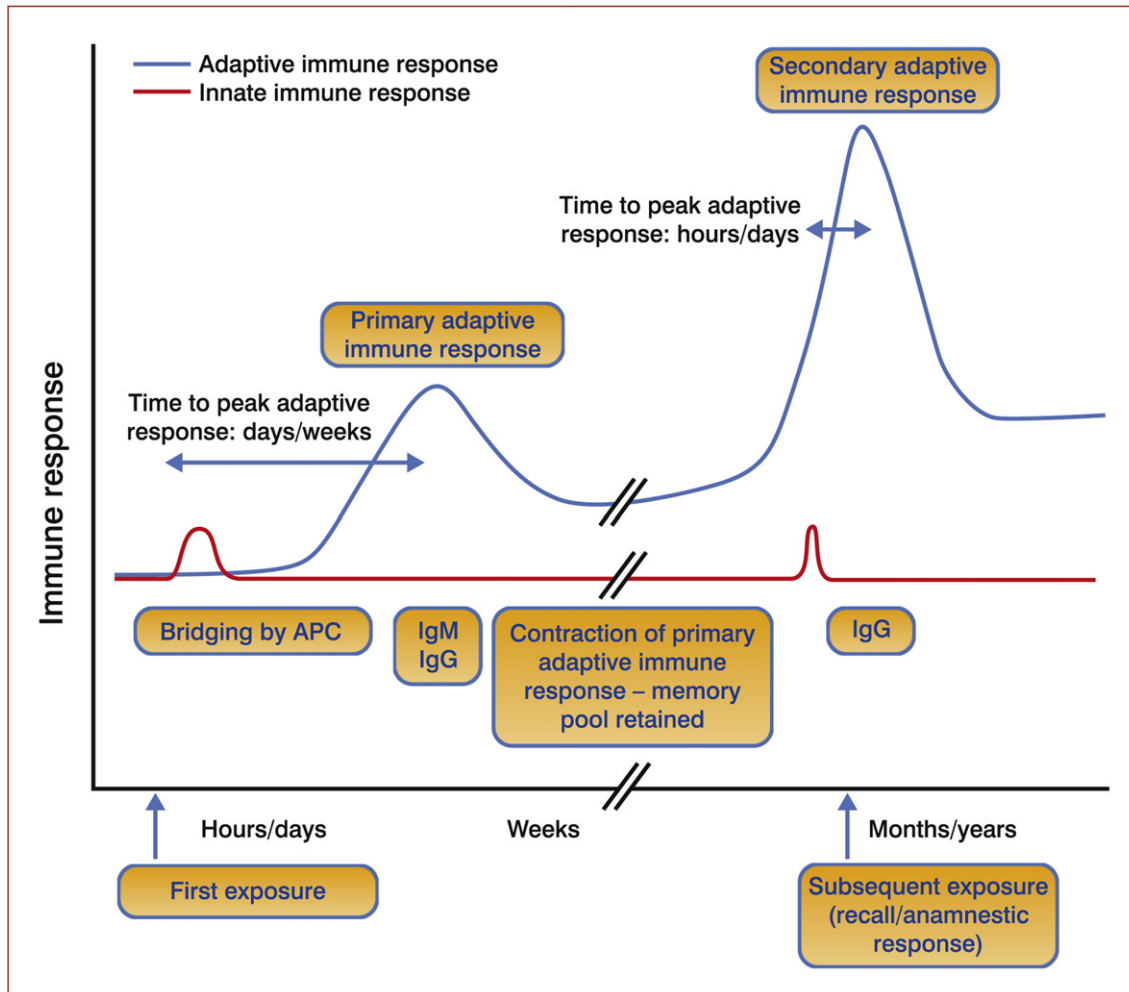 Adaptive immune response
Innate immune response
Secondary adaptive
immune response
Time to peak adaptive
response: hours/days
Primary adaptive
immune response
Time to peak adaptive
response: days/weeks
Immune response
Bridging by APC
IgM
IgG
Contraction of primary
adaptive immune
response – memory
pool retained
IgG
Hours/days
Weeks
Months/years
First exposure
Subsequent exposure
(recall/anamnestic
response)